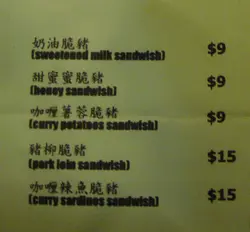 奶油脆豬 $9
(sweetened milk sandwish)
甜蜜蜜脆豬 $9
(honey sandwish)
咖喱薯蓉脆豬 $9
(curry potatoes sandwish)
豬柳脆豬 $15
(pork loin sandwish)
咖喱辣魚脆豬 $15
(curry sardines sandwish)